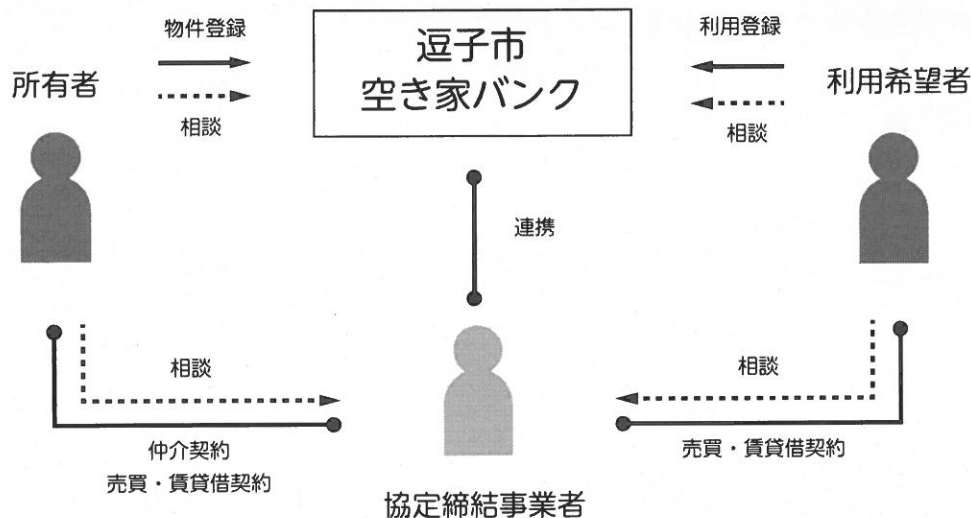 物件登録
逗子市
空き家バンク
利用登録
所有者
利用希望者
相談
相談
連携
相談
相談
仲介契約
売買・賃貸借契約
売買・賃貸借契約
協定締結事業者